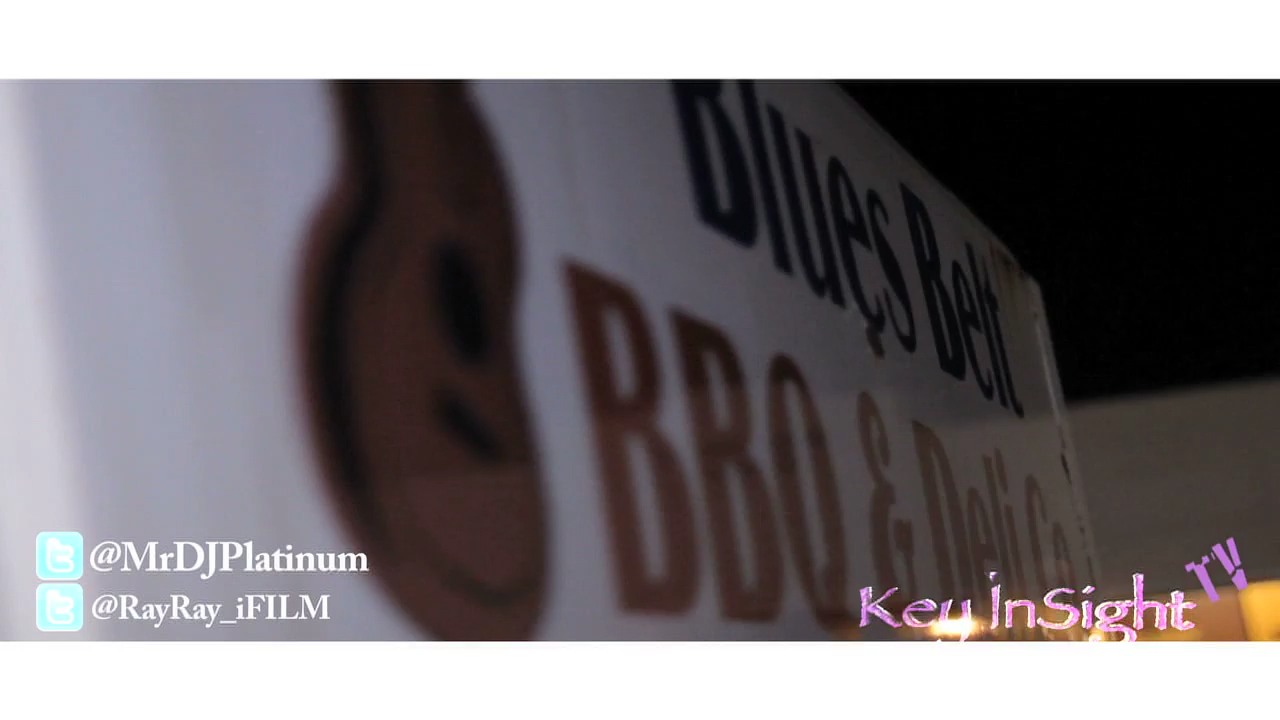 Blues Belt
BBQ & Deli Co
@MrDJPlatinum
@RayRay_iFILM
Key InSight TV